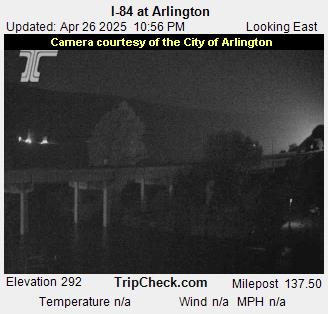 I-84 at Arlington
Updated: Apr 26 2025 10:56 PM Looking East
Camera courtesy of the City of Arlington
Elevation 292 TripCheck.com Milepost 137.50
Temperature n/a Wind n/a MPH n/a